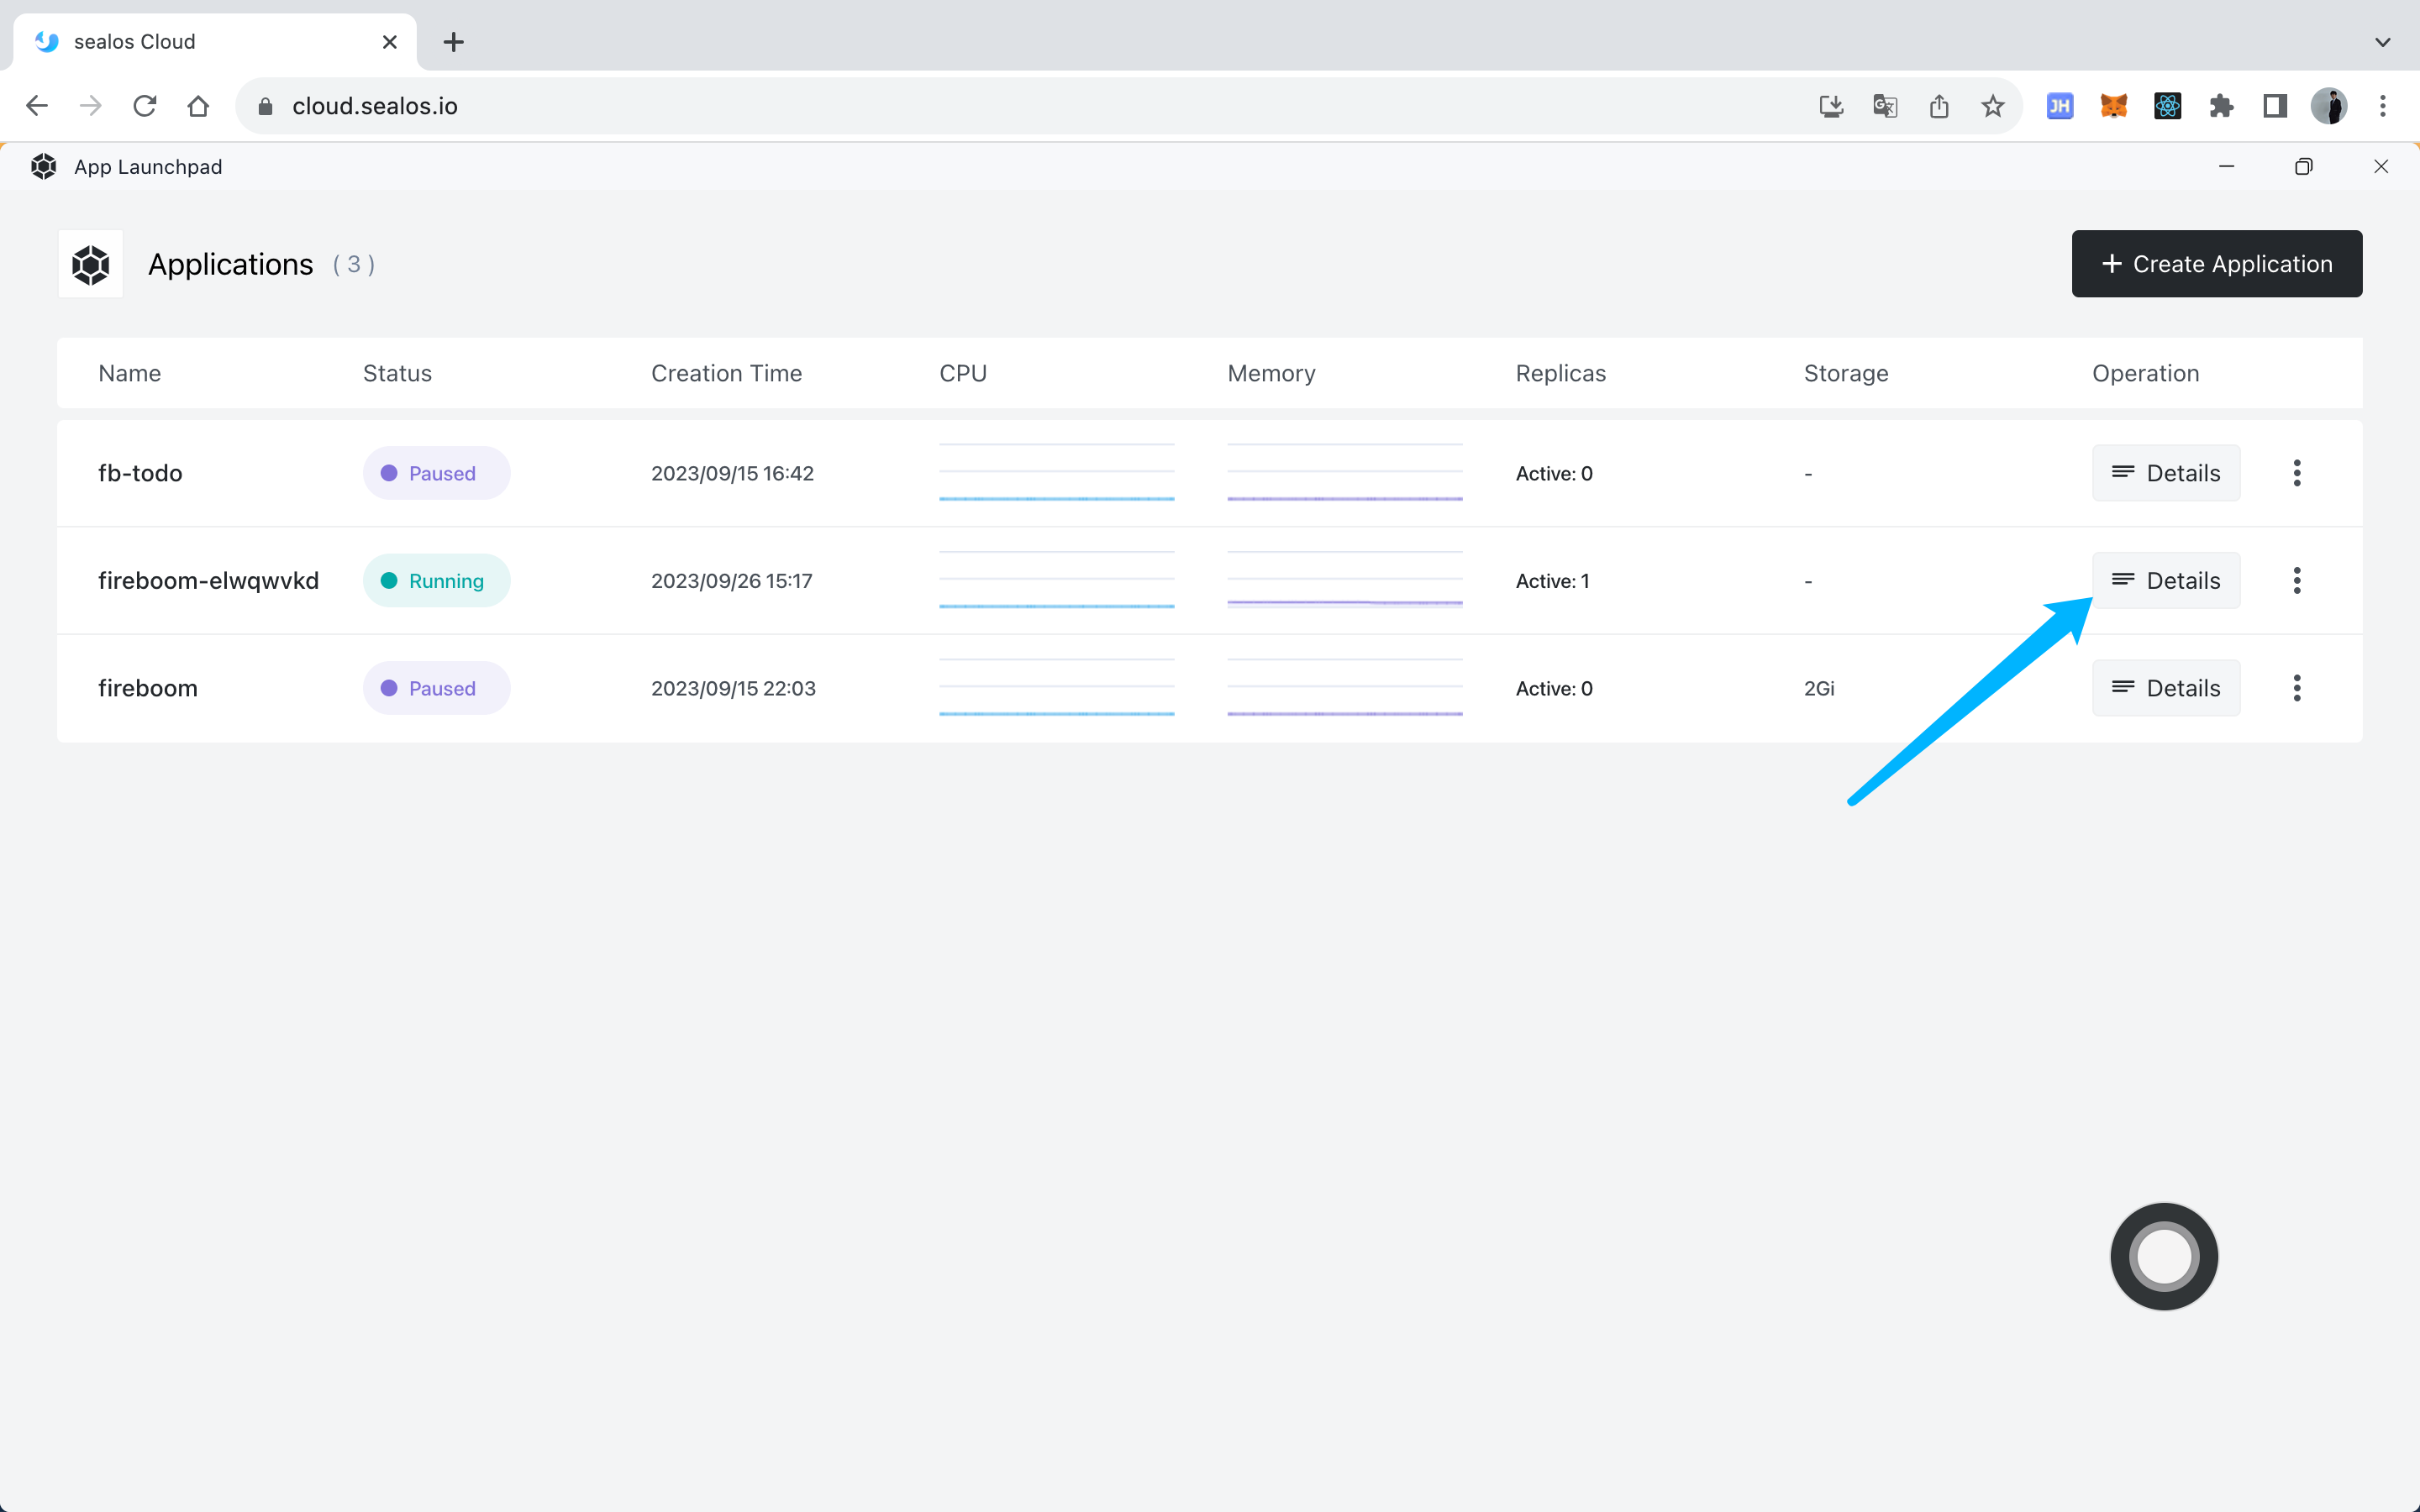 sealos Cloud
cloud.sealos.io
JH
App Launchpad
Applications ( 3 )
+ Create Application
Name Status Creation Time CPU Memory Replicas Storage Operation
fb-todo Paused 2023/09/15 16:42 Active: 0 - Details
fireboom-elwqwvkd Running 2023/09/26 15:17 Active: 1 - Details
fireboom Paused 2023/09/15 22:03 Active: 0 2Gi Details